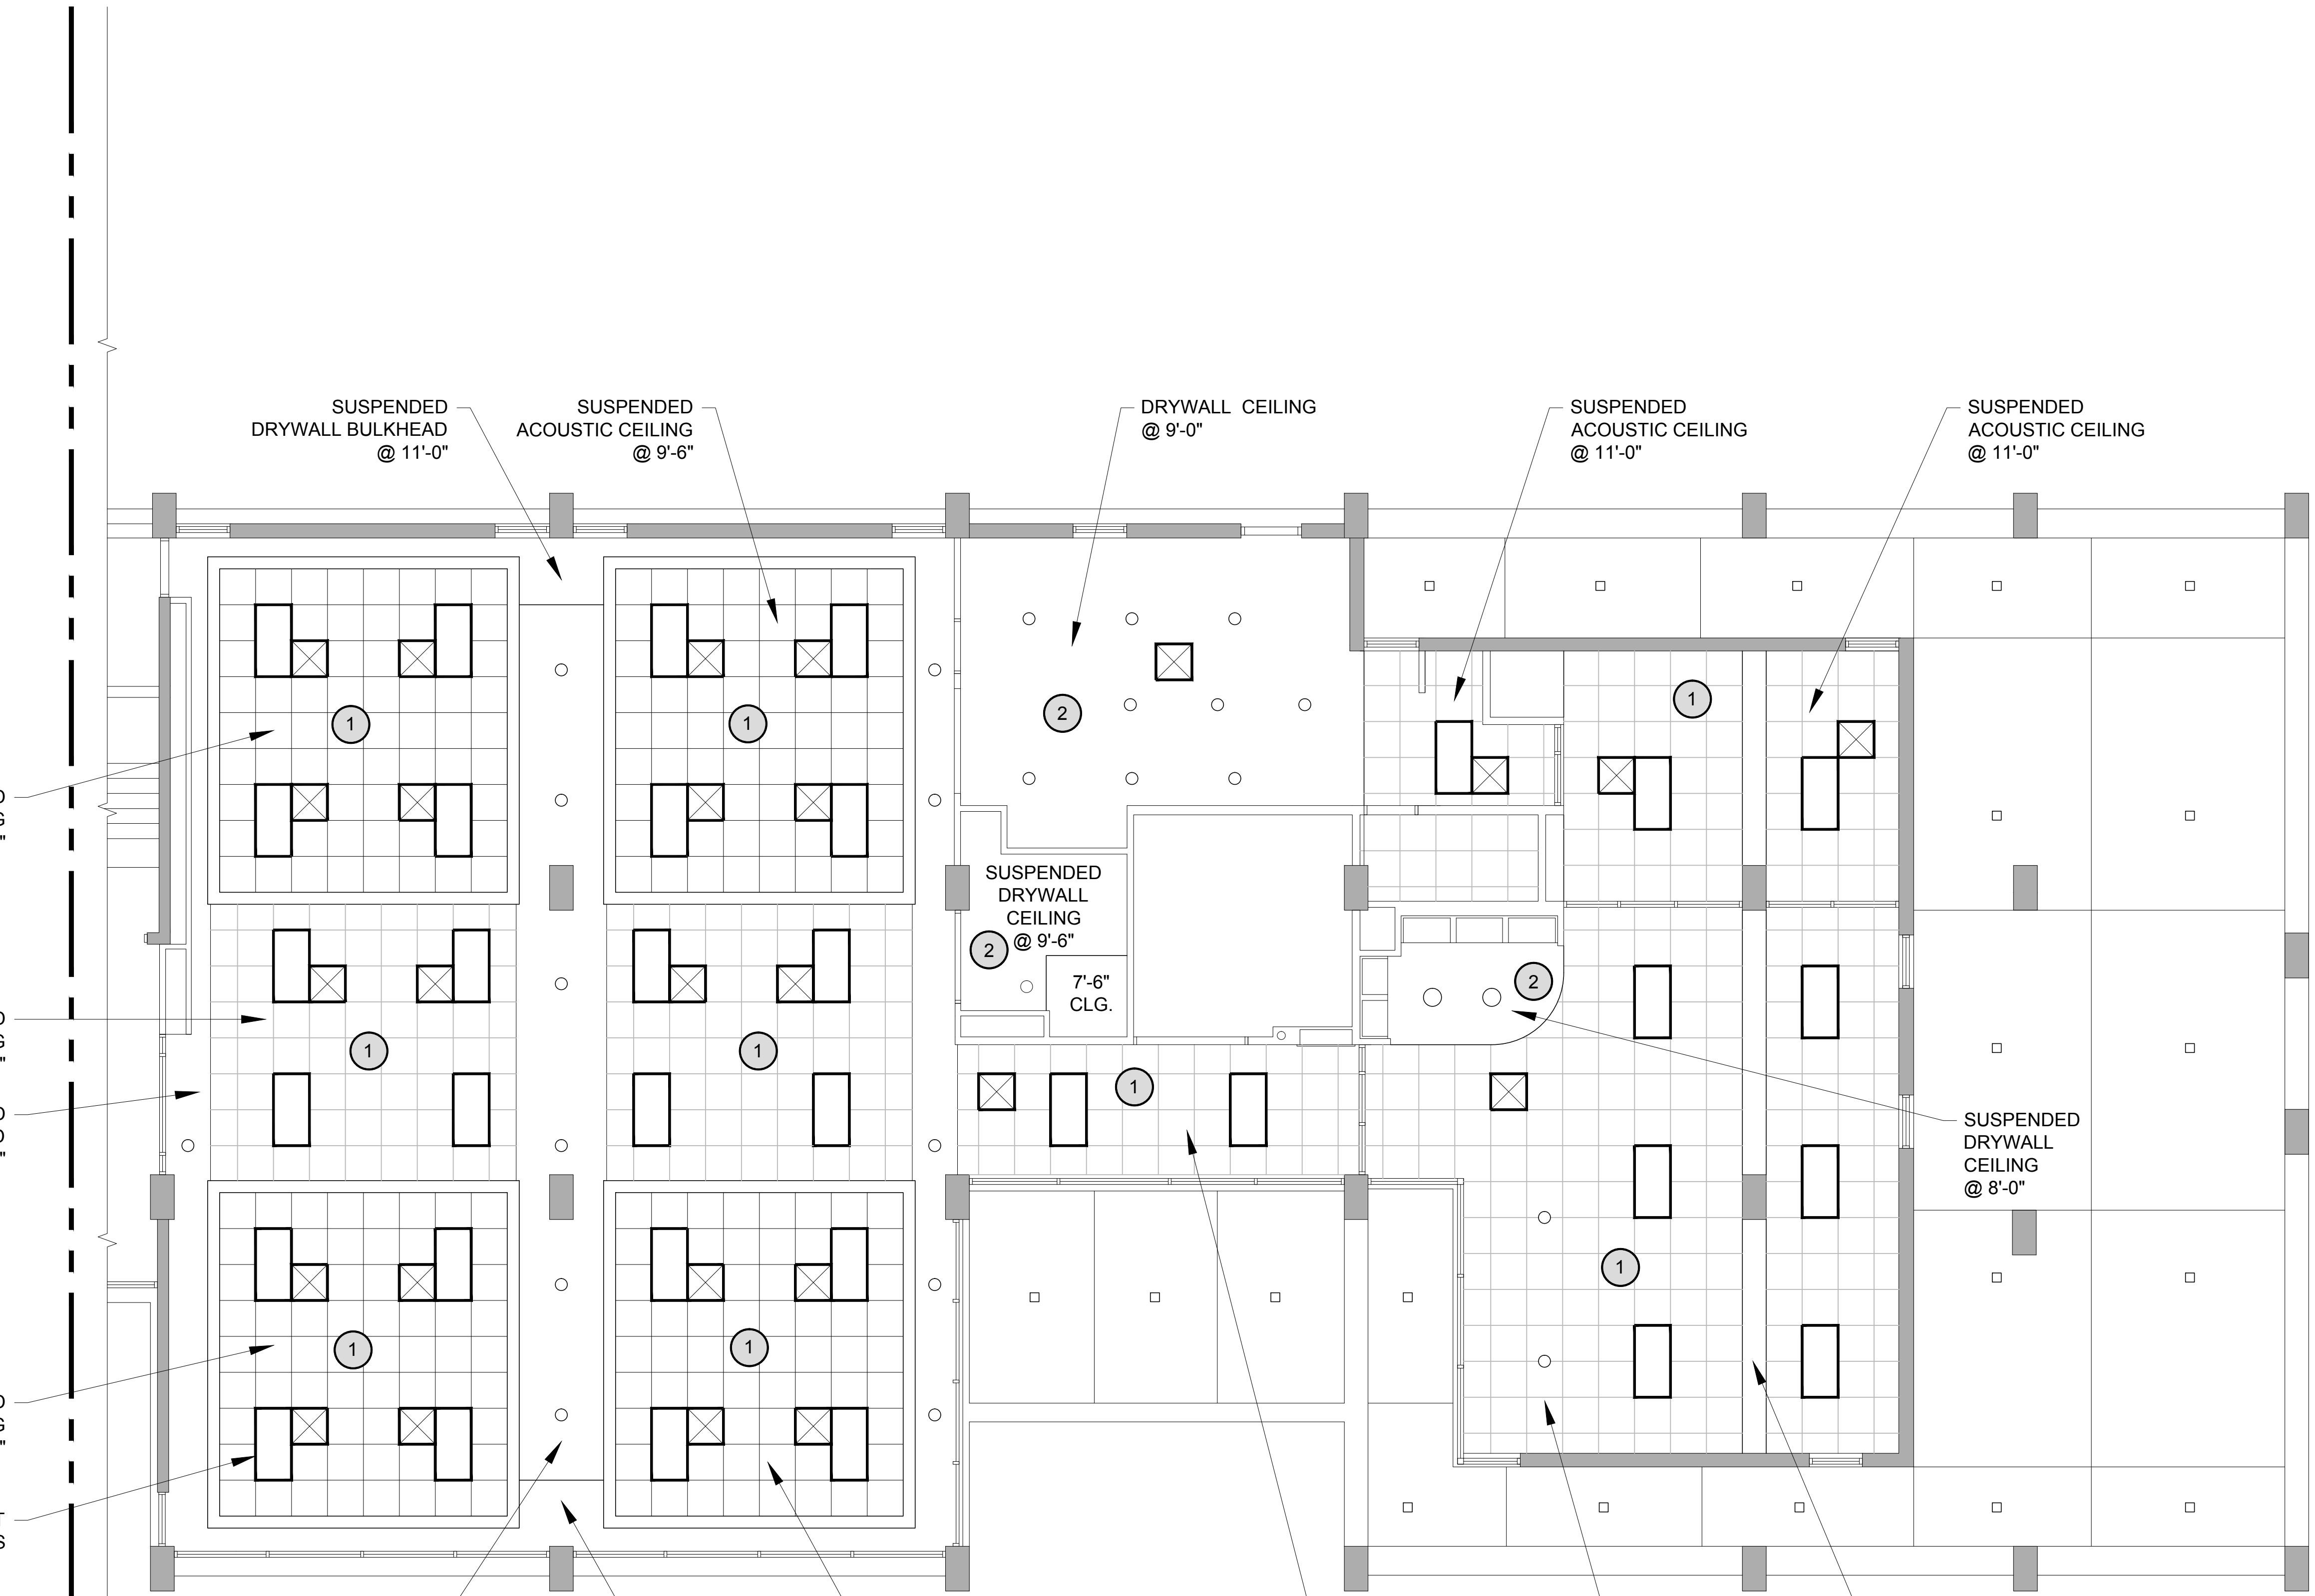 SUSPENDED
DRYWALL BULKHEAD
@ 11'-0"
SUSPENDED
ACOUSTIC CEILING
@ 9'-6"
DRYWALL CEILING
@ 9'-0"
SUSPENDED
ACOUSTIC CEILING
@ 11'-0"
SUSPENDED
ACOUSTIC CEILING
@ 11'-0"
1
1
2
1
SUSPENDED
DRYWALL
CEILING
@ 9'-6"
2
7'-6"
CLG.
2
1
1
1
SUSPENDED
DRYWALL
CEILING
@ 8'-0"
1
1
1